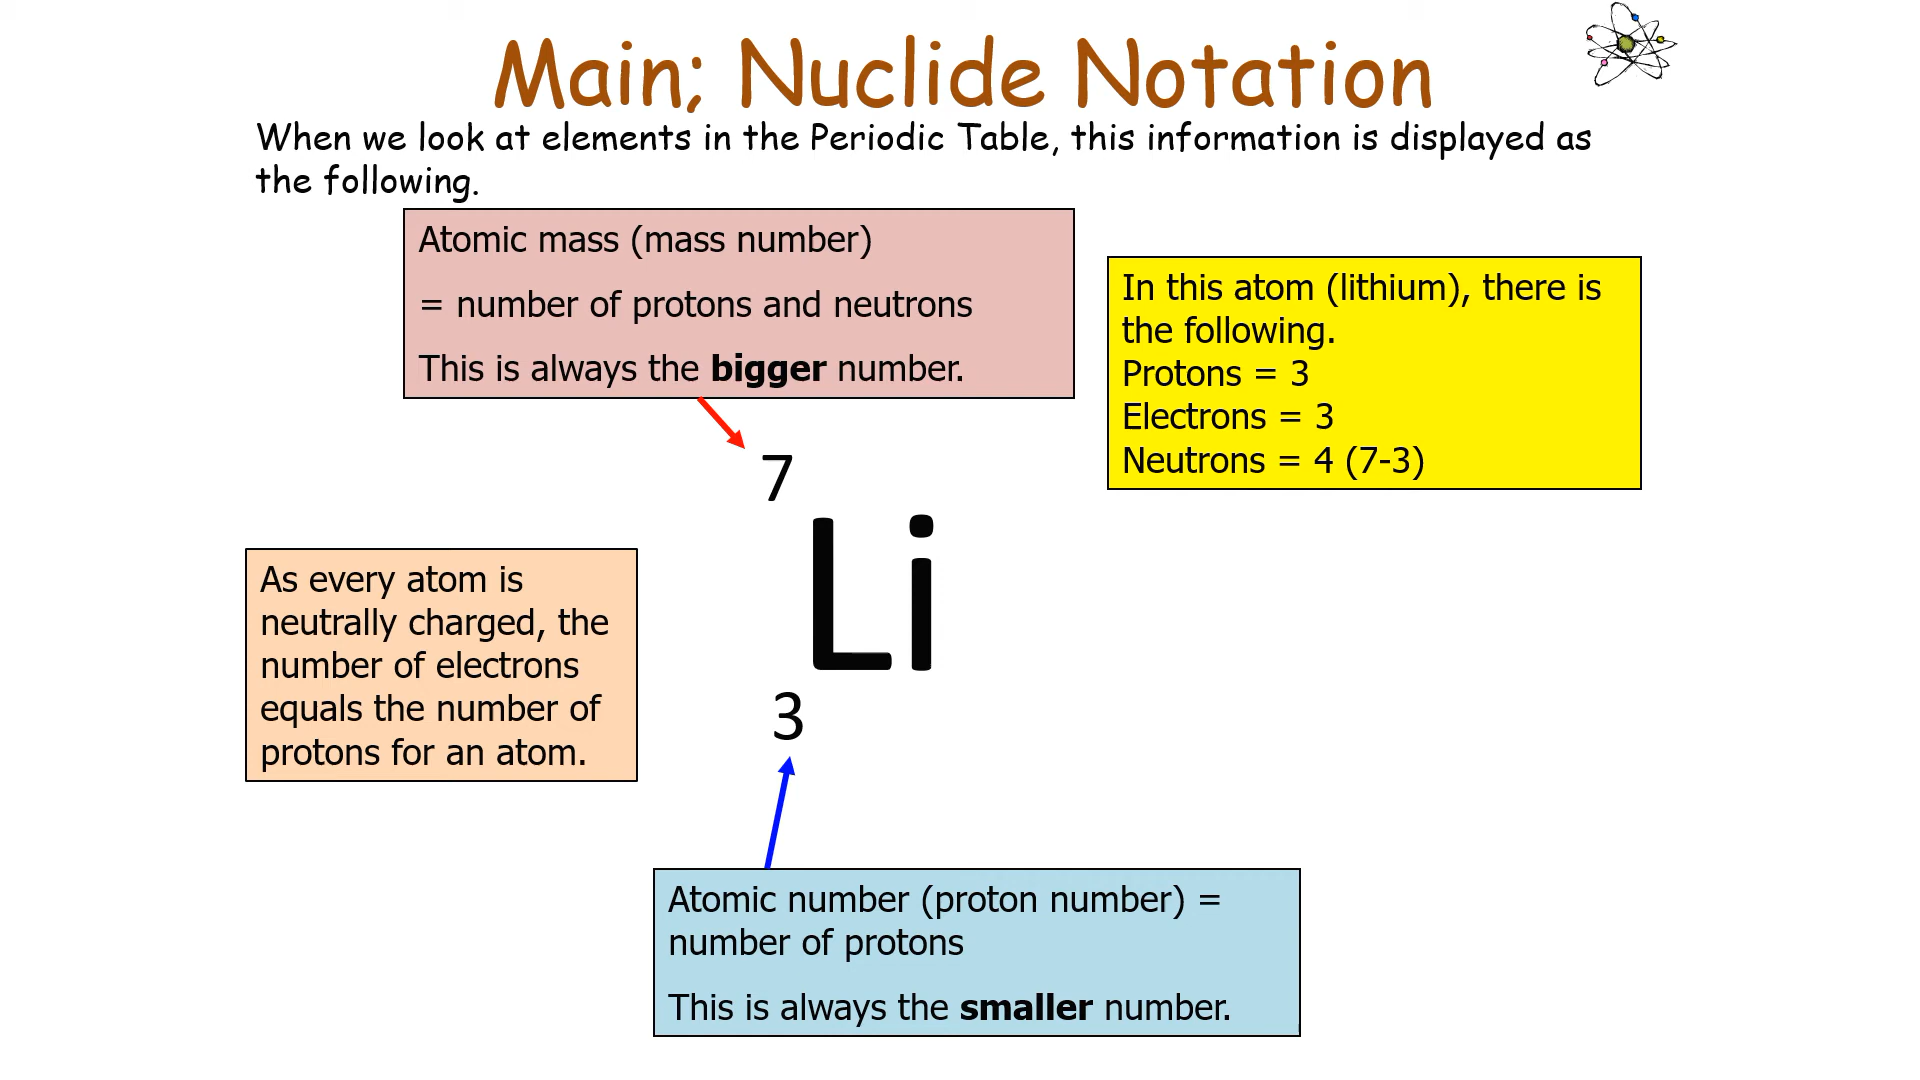 Main; Nuclide Notation
When we look at elements in the Periodic Table, this information is displayed as
the following.
Atomic mass (mass number)
= number of protons and neutrons
This is always the bigger number.
In this atom (lithium), there is
the following.
Protons = 3
Electrons = 3
Neutrons = 4 (7-3)
7
Li
3
As every atom is
neutrally charged, the
number of electrons
equals the number of
protons for an atom.
Atomic number (proton number) =
number of protons
This is always the smaller number.